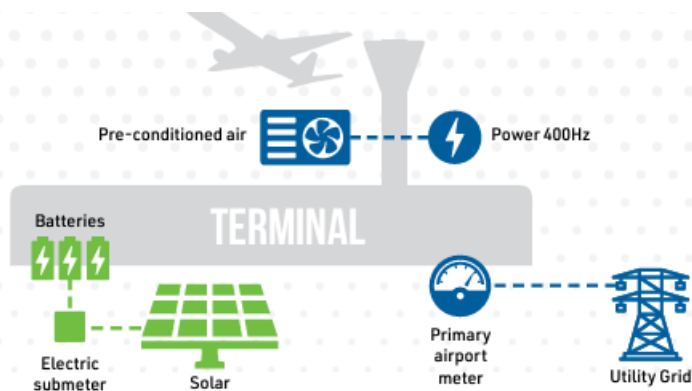 Pre-conditioned air
Power 400Hz
Batteries
TERMINAL
Electric
submeter
Solar
Primary
airport
meter
Utility Grid